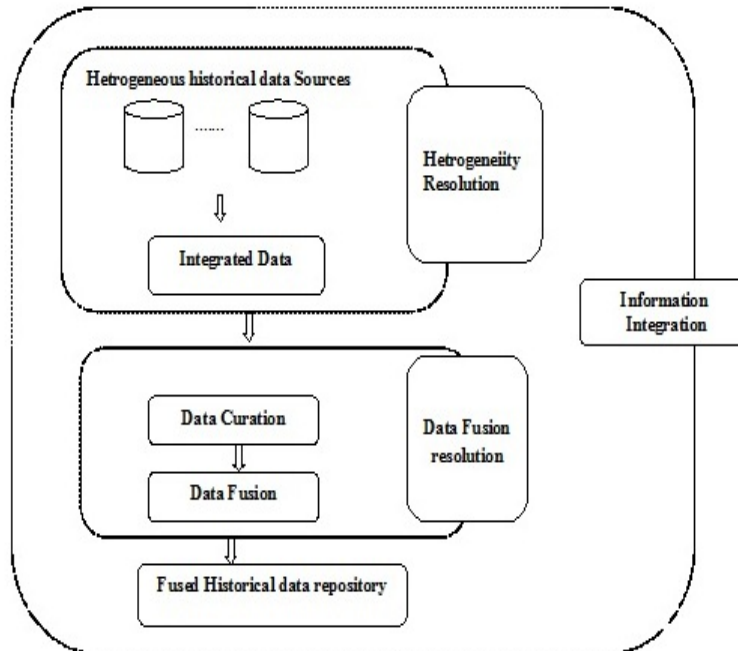 Hetrogeneous historical data Sources
........
Hetrogeneiity
Resolution
Integrated Data
Information
Integration
Data Curation
Data Fusion
resolution
Data Fusion
Fused Historical data repository